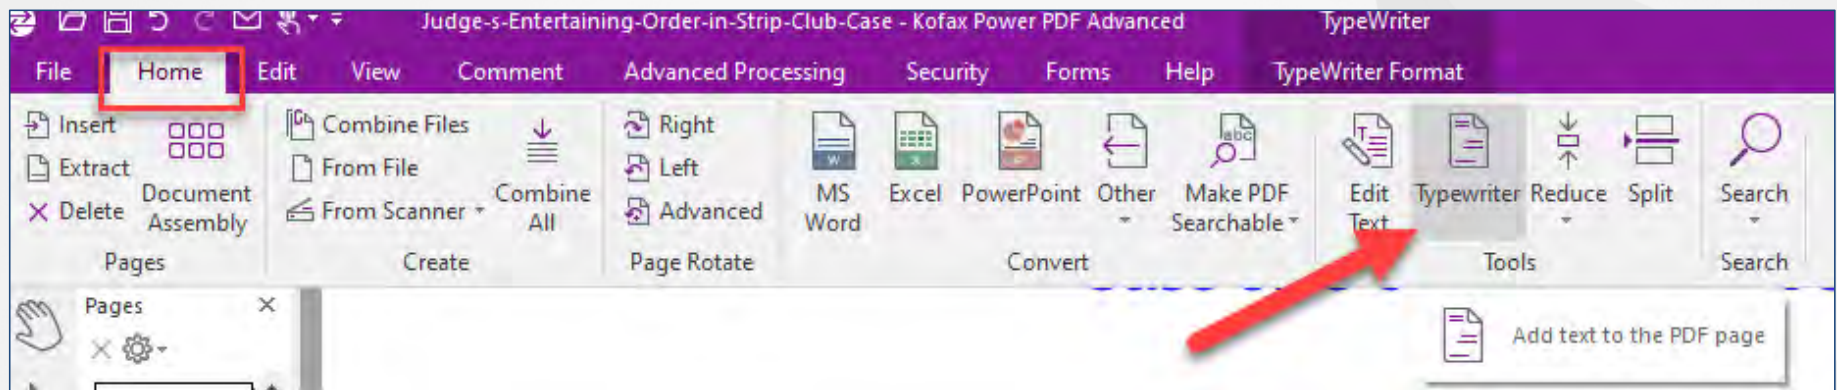 Judge-s-Entertaining-Order-in-Strip-Club-Case - Kofax Power PDF Advanced
TypeWriter
File Home Edit View Comment Advanced Processing Security Forms Help TypeWriter Format
Insert
Extract
Delete
Document
Assembly
Pages
Combine Files
From File
From Scanner
Combine
All
Create
Right
Left
Advanced
Page Rotate
W
MS
Word
X
Excel
PowerPoint
Other
abc
Make PDF
Searchable
Convert
Edit
Text
Typewriter
Reduce
Split
Tools
Search
Search
Pages
Add text to the PDF page